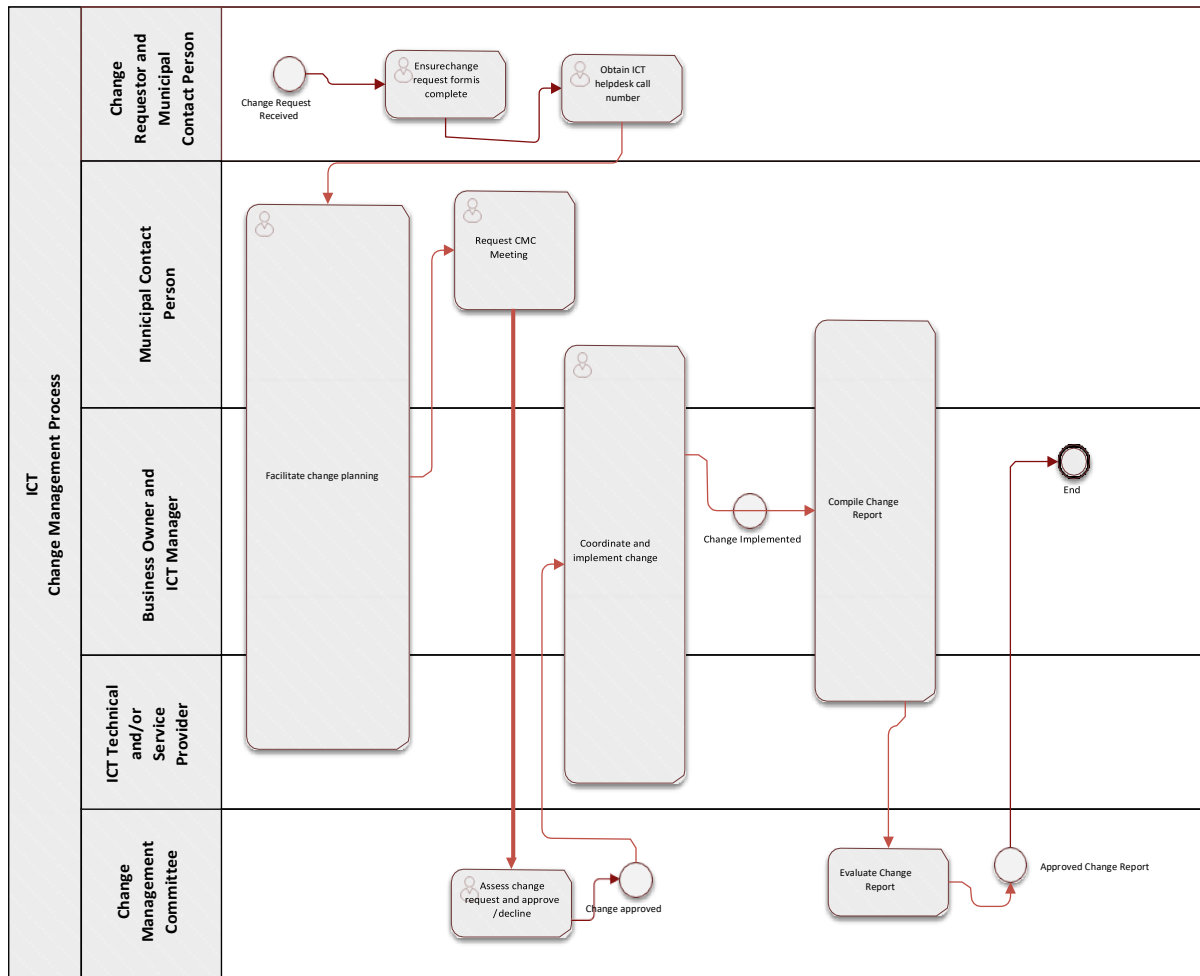 ICT
Change Management Process
Change
Requestor and
Municipal
Contact Person
Change Request
Received
Ensurechange
request formis
complete
Obtain ICT
helpdesk call
number
Municipal Contact
Person
Request CMC
Meeting
Business Owner and
ICT Manager
Facilitate change planning
Coordinate and
implement change
Change Implemented
Compile Change
Report
End
ICT Technical
and/or
Service
Provider
Change
Management
Committee
Assess change
request and approve
/decline
Change approved
Evaluate Change
Report
Approved Change Report